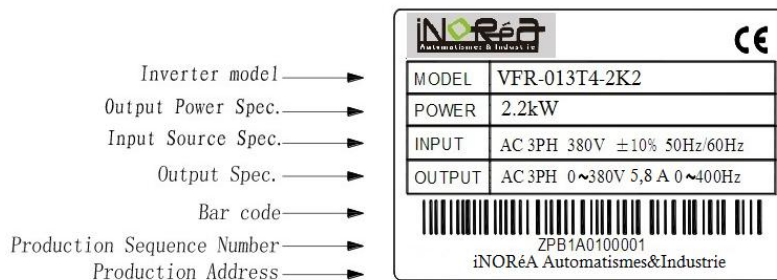 iNORéA
Automatismes & Industrie
CE
Inverter model MODEL VFR-013T4-2K2
Output Power Spec. POWER 2.2kW
Input Source Spec. INPUT AC 3PH 380V ±10% 50Hz/60Hz
Output Spec. OUTPUT AC 3PH 0~380V 5,8 A 0~400Hz
Bar code
Production Sequence Number ZPB1A0100001
Production Address iNORéA Automatismes&Industrie